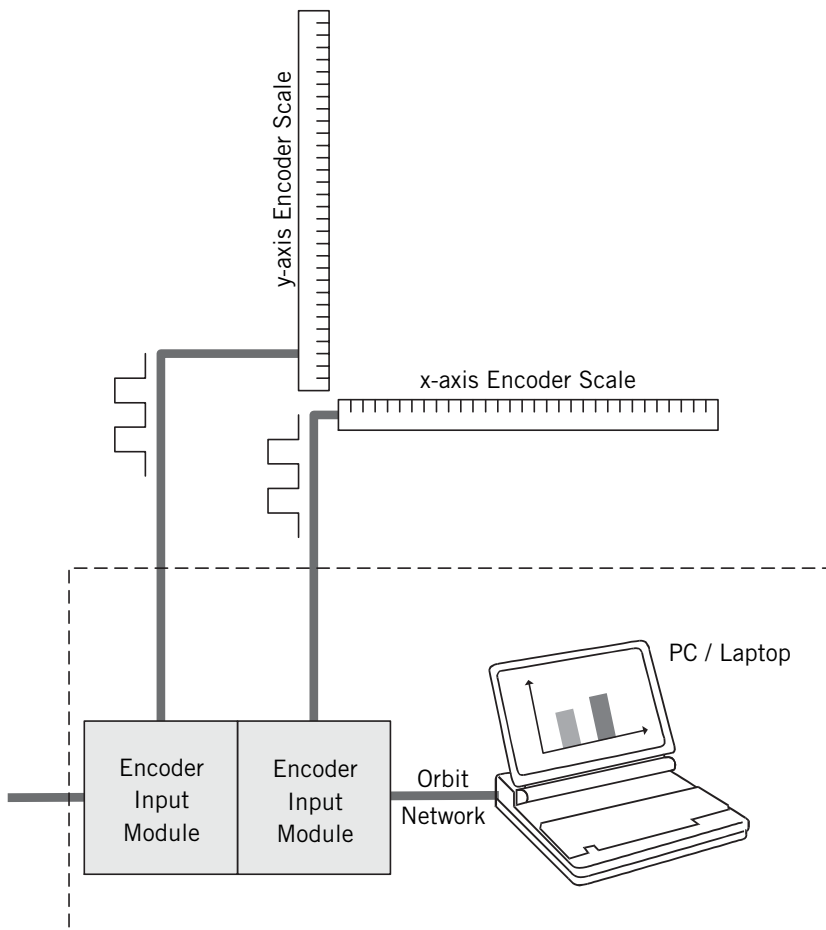 y-axis Encoder Scale
x-axis Encoder Scale
PC / Laptop
Encoder
Input
Module
Encoder
Input
Module
Orbit
Network